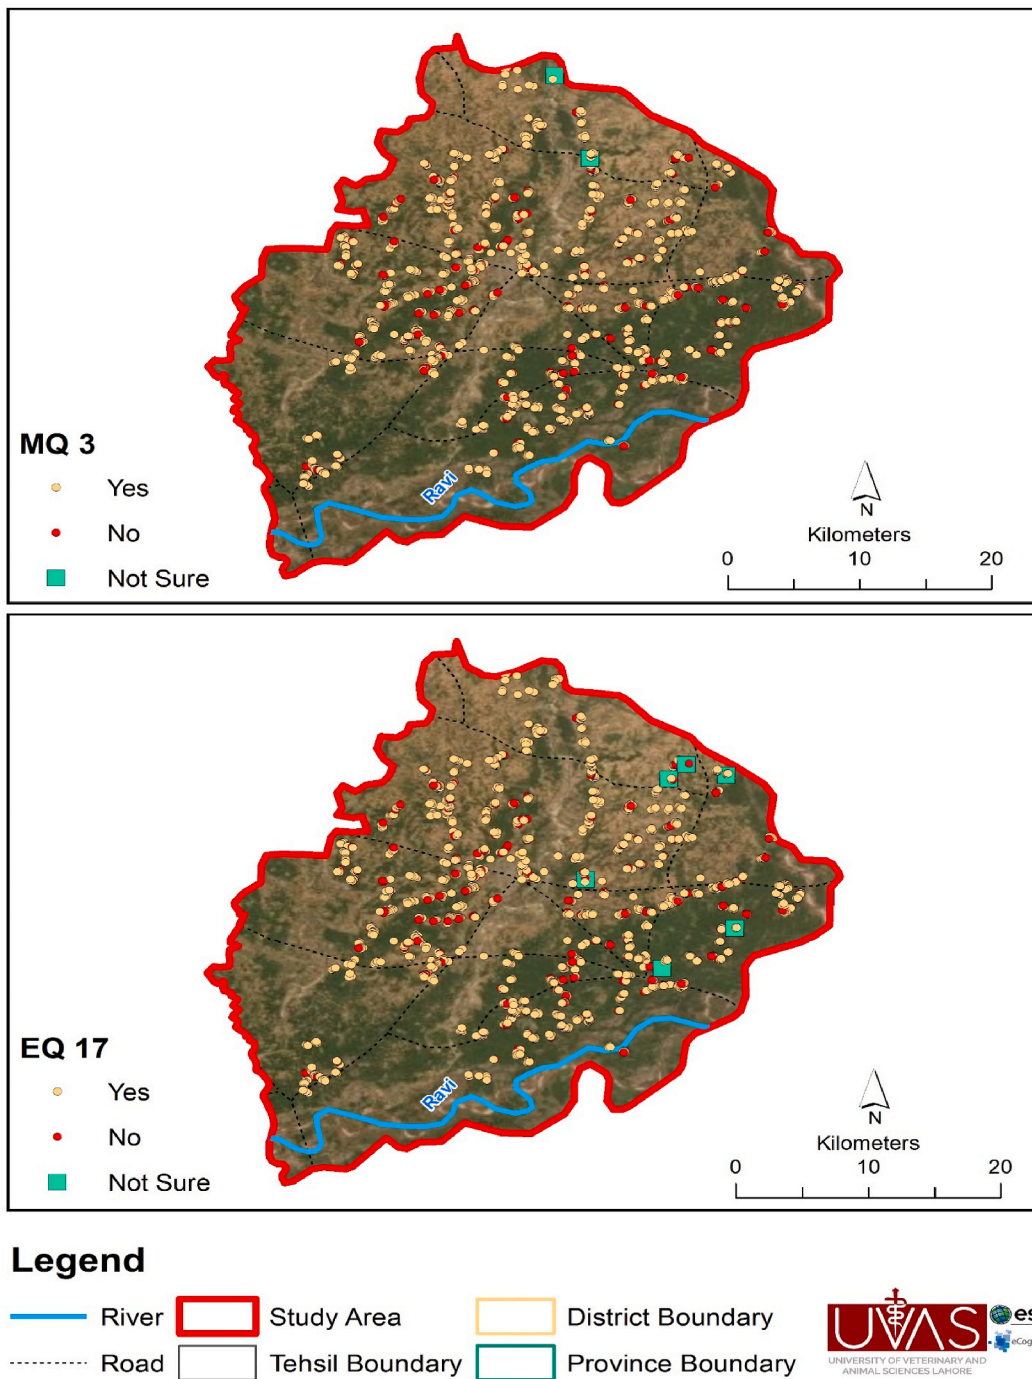 Ravi
MQ 3
Yes
No
Not Sure
N
Kilometers
0 10 20
Ravi
EQ 17
Yes
No
Not Sure
N
Kilometers
0 10 20
Legend
River Study Area District Boundary
Road Tehsil Boundary Province Boundary
UVAS
UNIVERSITY OF VETERINARY AND
ANIMAL SCIENCES LAHORE
es
eCog